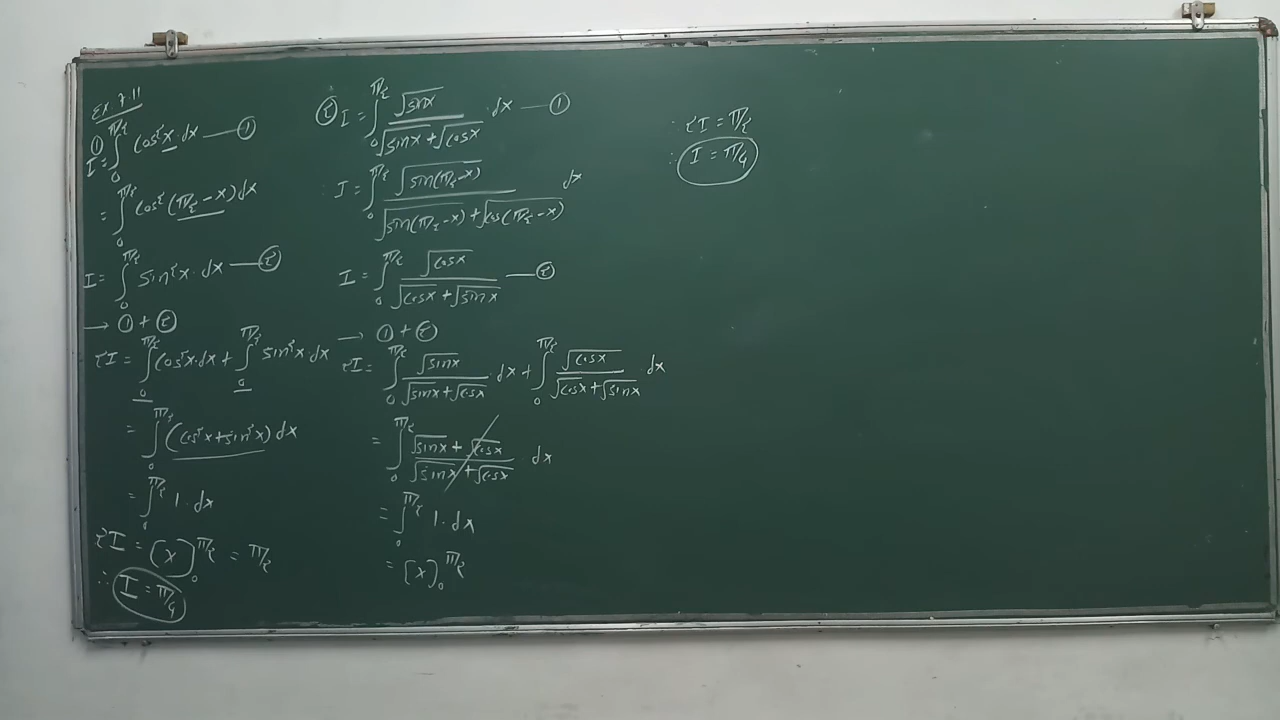 Ex 7.11
① I = ∫₀^{π/2} cos²x · dx — ①
= ∫₀^{π/2} cos²(π/2 − x) dx
I = ∫₀^{π/2} sin²x · dx — ②
→ ① + ②
2I = ∫₀^{π/2} cos²x · dx + ∫₀^{π/2} sin²x · dx
= ∫₀^{π/2} (cos²x + sin²x) dx
= ∫₀^{π/2} 1 · dx
2I = [x]₀^{π/2} = π/2
∴ I = π/4
② I = ∫₀^{π/2} √sinx / (√sinx + √cosx) · dx — ①
∴ I = ∫₀^{π/2} √sin(π/2 − x) / (√sin(π/2 − x) + √cos(π/2 − x)) dx
I = ∫₀^{π/2} √cosx / (√cosx + √sinx) — ②
→ ① + ②
2I = ∫₀^{π/2} √sinx / (√sinx + √cosx) · dx + ∫₀^{π/2} √cosx / (√cosx + √sinx) · dx
= ∫₀^{π/2} (√sinx + √cosx) / (√sinx + √cosx) · dx
= ∫₀^{π/2} 1 · dx
= [x]₀^{π/2}
∴ 2I = π/2
∴ I = π/4